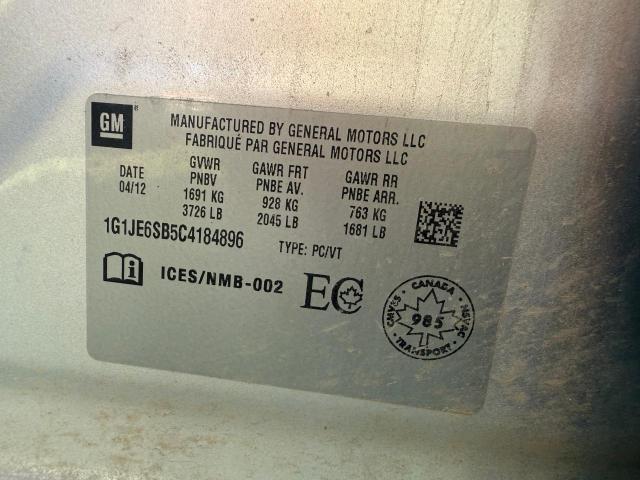 GM ®
MANUFACTURED BY GENERAL MOTORS LLC
FABRIQUÉ PAR GENERAL MOTORS LLC
DATE GVWR GAWR FRT GAWR RR
04/12 PNBV PNBE AV. PNBE ARR.
1691 KG 928 KG 763 KG
3726 LB 2045 LB 1681 LB
1G1JE6SB5C4184896 TYPE: PC/VT
ICES/NMB-002 EC
CANADA
CMVSS 985 NSVAC
TRANSPORT